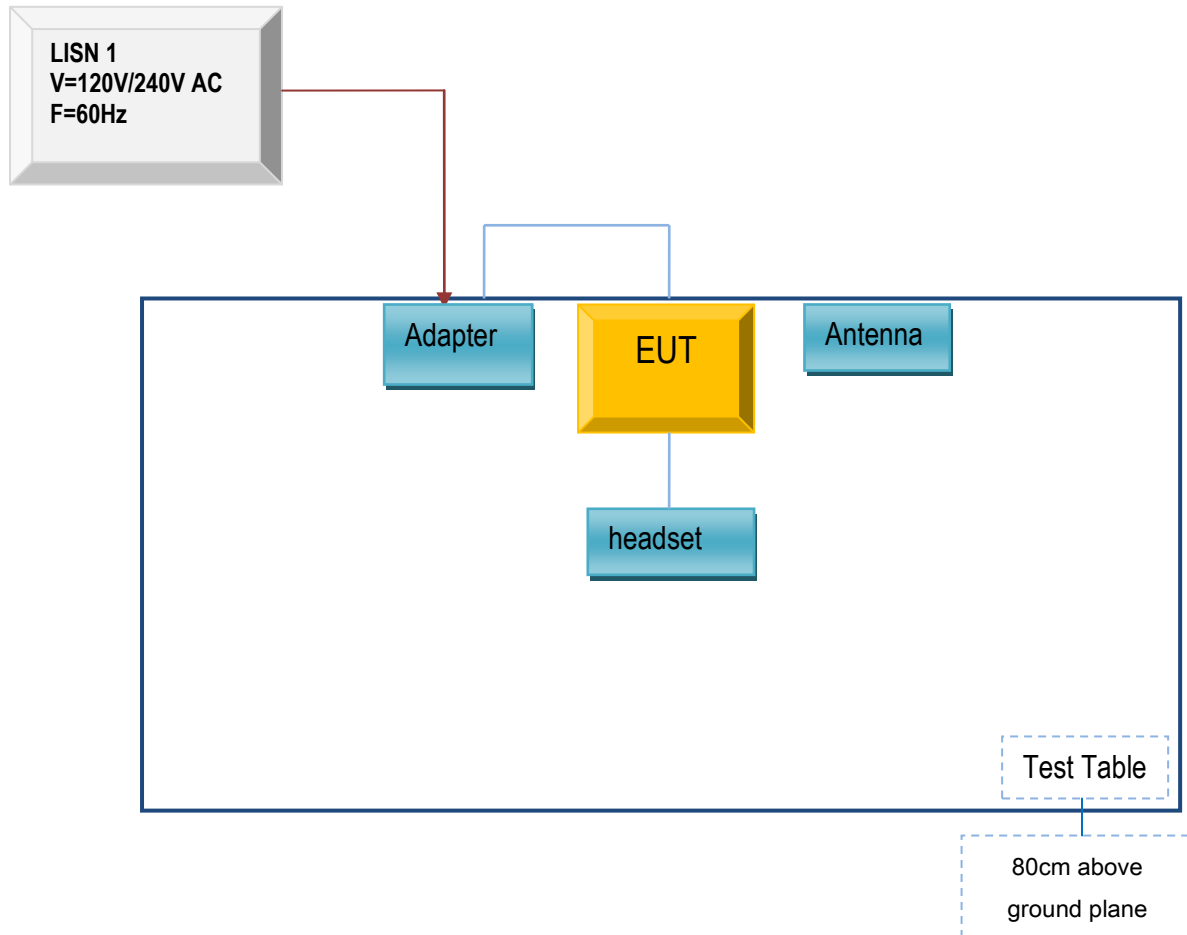 LISN 1
V=120V/240V AC
F=60Hz
Adapter
EUT
Antenna
headset
Test Table
80cm above
ground plane